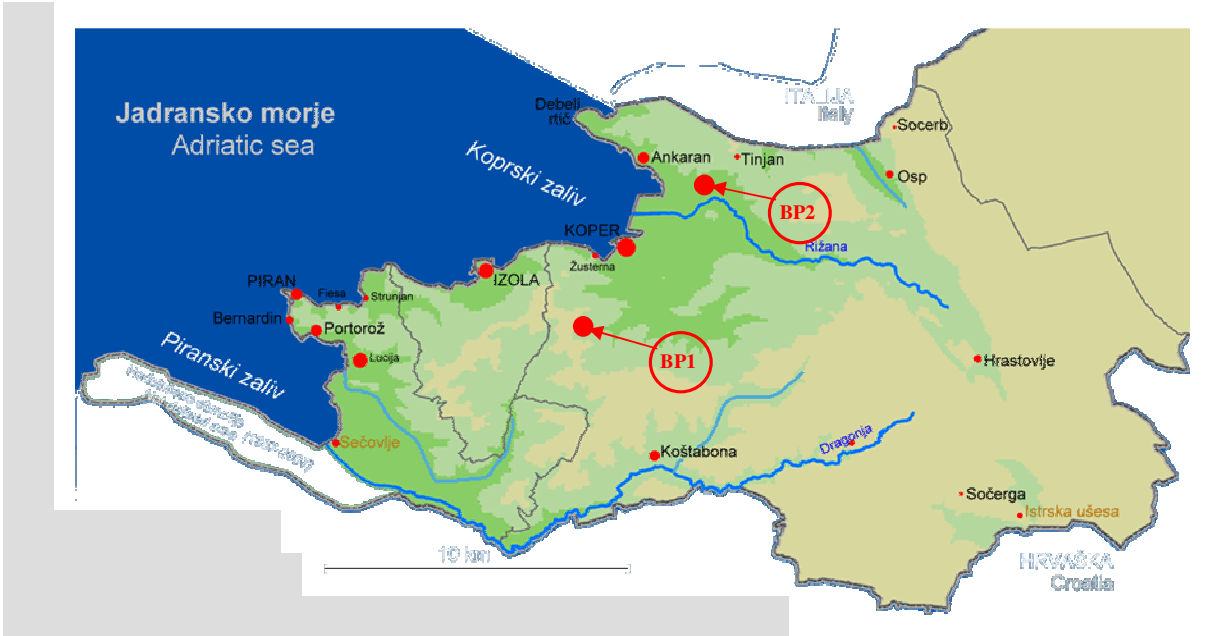 Debeli
rtič
ITALIJA
Italy
Jadransko morje
Adriatic sea
Socerb
Koprski zaliv
Ankaran
Tinjan
Osp
BP2
KOPER
Rižana
Žusterna
IZOLA
PIRAN
Fiesa
Strunjan
Bernardin
Portorož
Piranski zaliv
Lucija
BP1
Hrastovlje
Sečovlje
Dragonja
Koštabona
Sočerga
Istrska ušesa
10 km
HRVAŠKA
Croatia